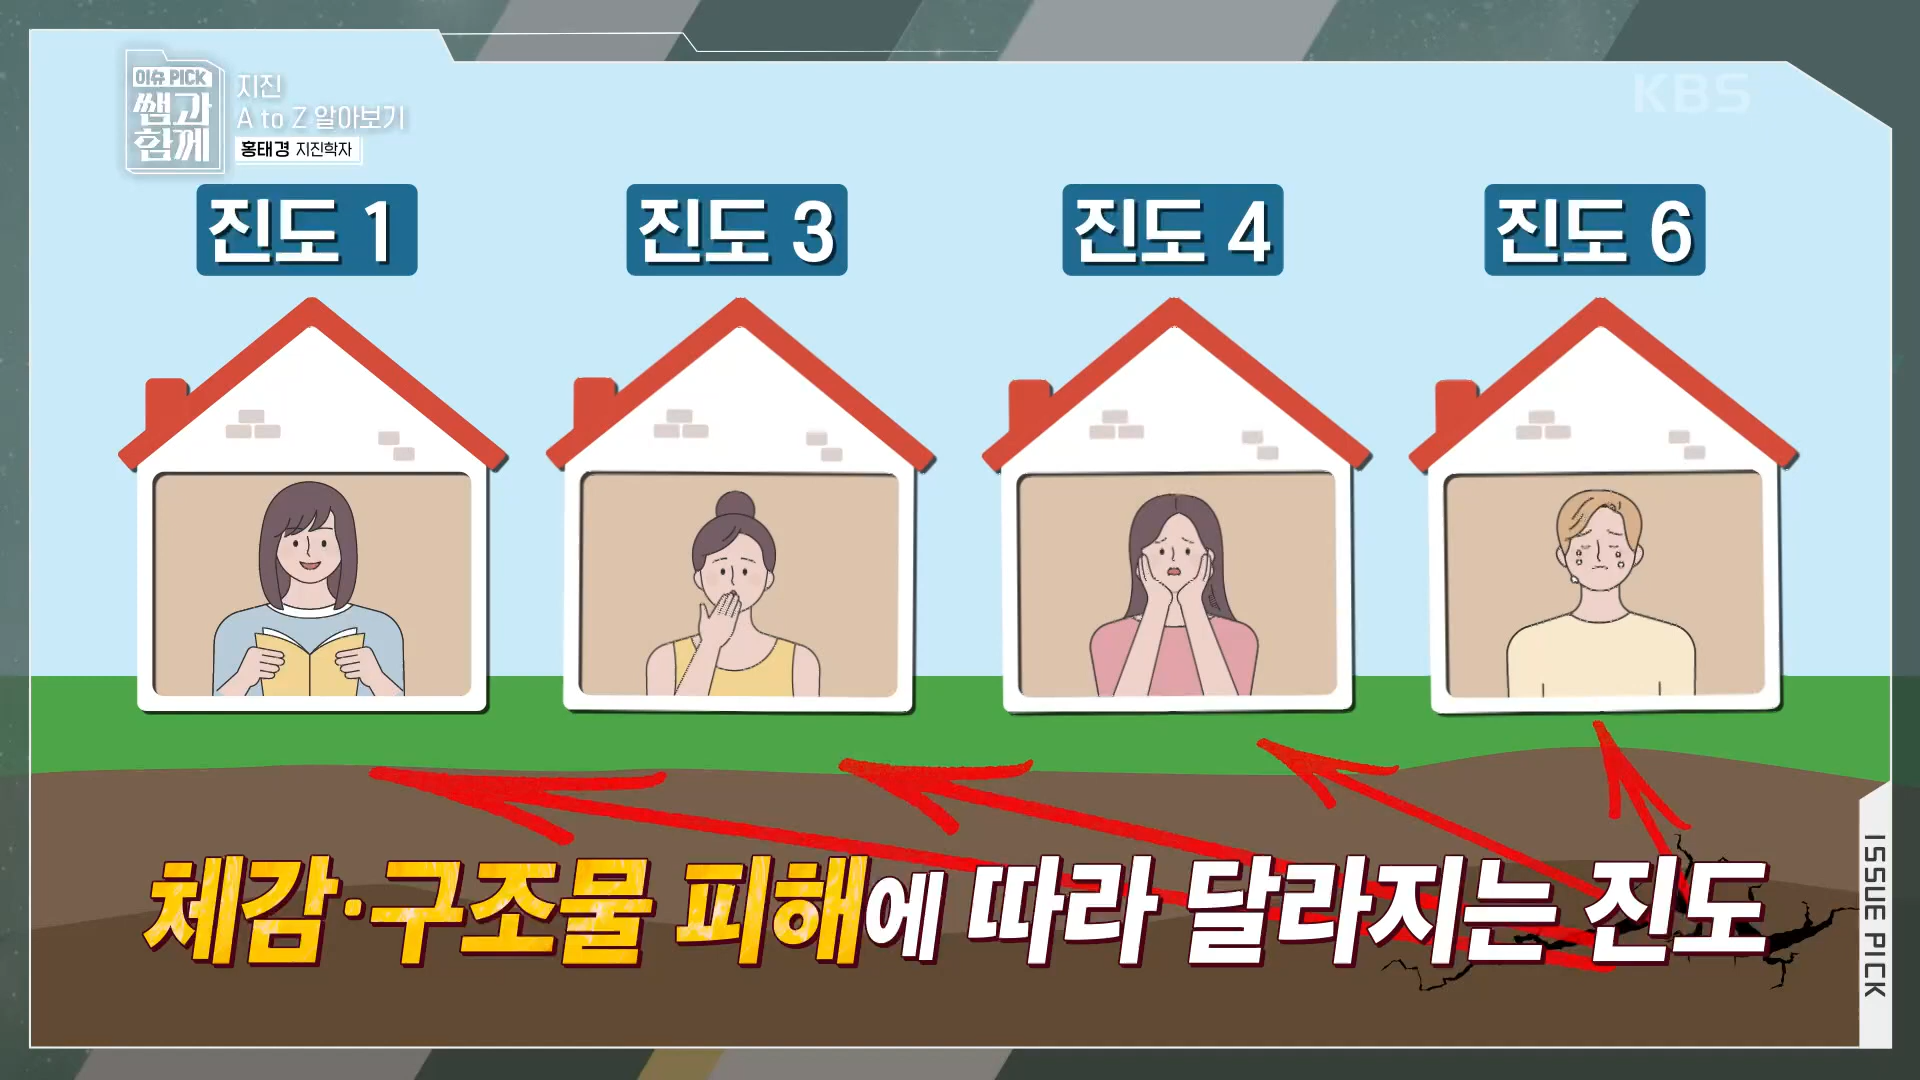 이슈 PICK
쌤과
함께
지진
A to Z 알아보기
홍태경 지진학자
KBS
진도 1
진도 3
진도 4
진도 6
체감·구조물 피해에 따라 달라지는 진도
ISSUE PICK